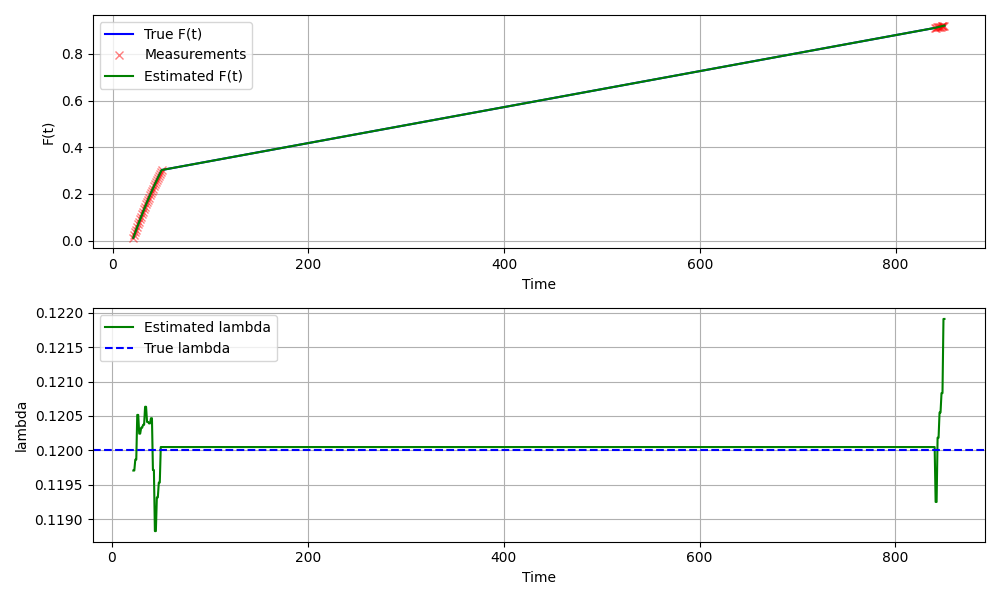 True F(t)
Measurements
Estimated F(t)
F(t)
0.8
0.6
0.4
0.2
0.0
0 200 400 600 800
Time
Estimated lambda
True lambda
lambda
0.1220
0.1215
0.1210
0.1205
0.1200
0.1195
0.1190
0 200 400 600 800
Time